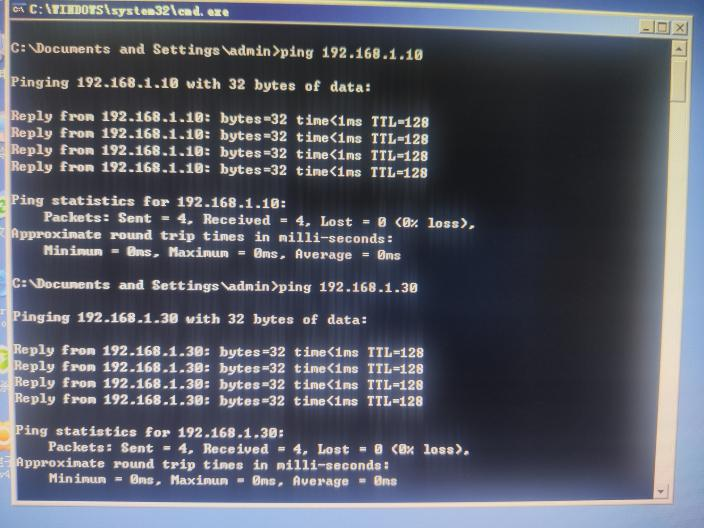 C:\WINDOWS\system32\cmd.exe
C:\Documents and Settings\admin>ping 192.168.1.10
Pinging 192.168.1.10 with 32 bytes of data:
Reply from 192.168.1.10: bytes=32 time<1ms TTL=128
Reply from 192.168.1.10: bytes=32 time<1ms TTL=128
Reply from 192.168.1.10: bytes=32 time<1ms TTL=128
Reply from 192.168.1.10: bytes=32 time<1ms TTL=128
Ping statistics for 192.168.1.10:
Packets: Sent = 4, Received = 4, Lost = 0 (0% loss),
Approximate round trip times in milli-seconds:
Minimum = 0ms, Maximum = 0ms, Average = 0ms
C:\Documents and Settings\admin>ping 192.168.1.30
Pinging 192.168.1.30 with 32 bytes of data:
Reply from 192.168.1.30: bytes=32 time<1ms TTL=128
Reply from 192.168.1.30: bytes=32 time<1ms TTL=128
Reply from 192.168.1.30: bytes=32 time<1ms TTL=128
Reply from 192.168.1.30: bytes=32 time<1ms TTL=128
Ping statistics for 192.168.1.30:
Packets: Sent = 4, Received = 4, Lost = 0 (0% loss),
Approximate round trip times in milli-seconds:
Minimum = 0ms, Maximum = 0ms, Average = 0ms